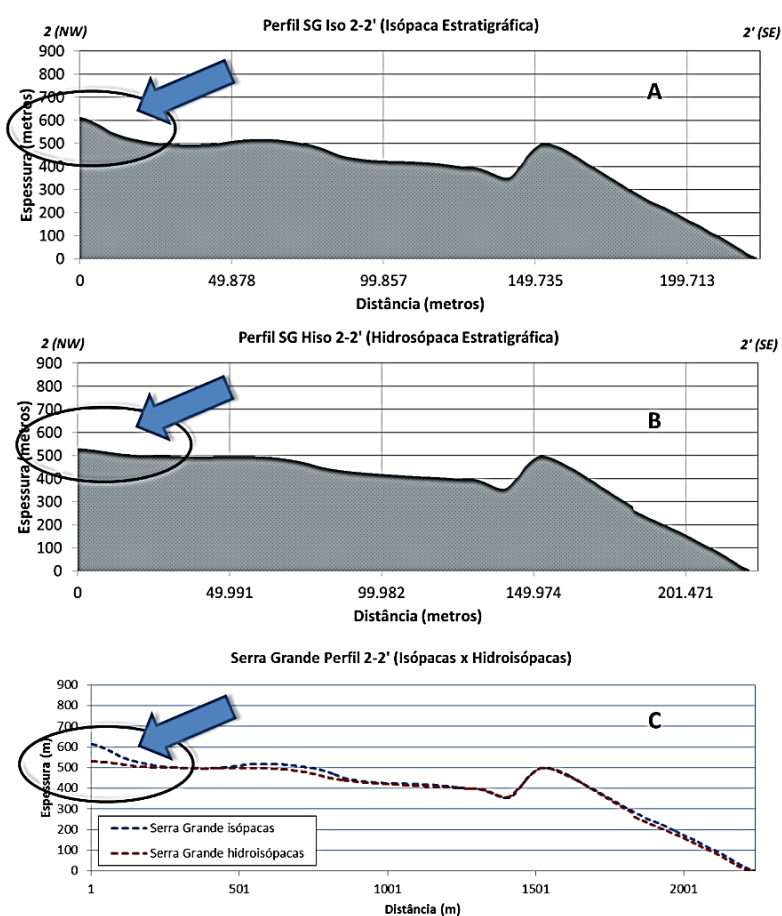 Perfil SG Iso 2-2' (Isópaca Estratigráfica)
2 (NW)
2' (SE)
Espessura (metros)
900
800
700
600
500
400
300
200
100
0
A
0 49.878 99.857 149.735 199.713
Distância (metros)
Perfil SG Hiso 2-2' (Hidrosópaca Estratigráfica)
2 (NW)
2' (SE)
Espessura (metros)
900
800
700
600
500
400
300
200
100
0
B
0 49.991 99.982 149.974 201.471
Distância (metros)
Serra Grande Perfil 2-2' (Isópacas x Hidroisópacas)
Espessura (m)
900
800
700
600
500
400
300
200
100
0
C
Serra Grande isópacas
Serra Grande hidroisópacas
1 501 1001 1501 2001
Distância (m)